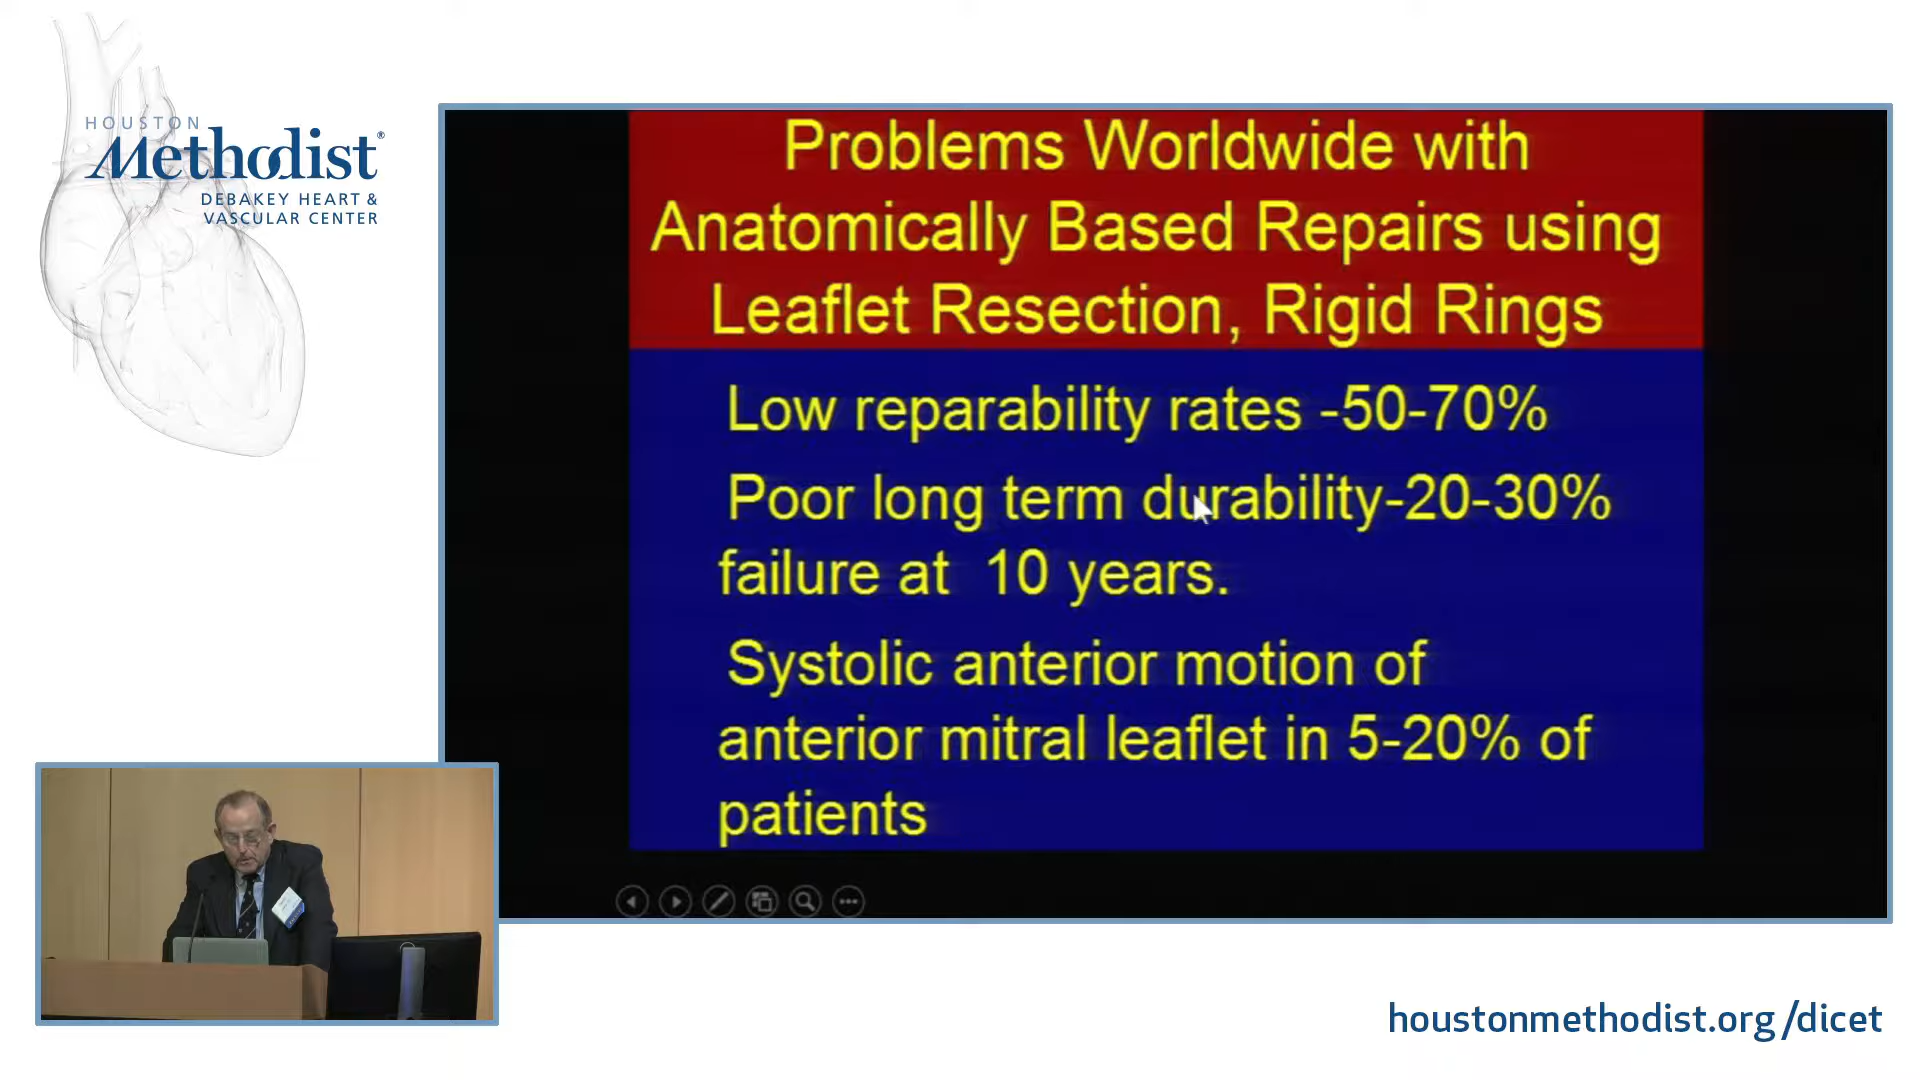 HOUSTON
Methodist®
DEBAKEY HEART &
VASCULAR CENTER
Problems Worldwide with
Anatomically Based Repairs using
Leaflet Resection, Rigid Rings
Low reparability rates -50-70%
Poor long term durability-20-30%
failure at 10 years.
Systolic anterior motion of
anterior mitral leaflet in 5-20% of
patients
houstonmethodist.org/dicet